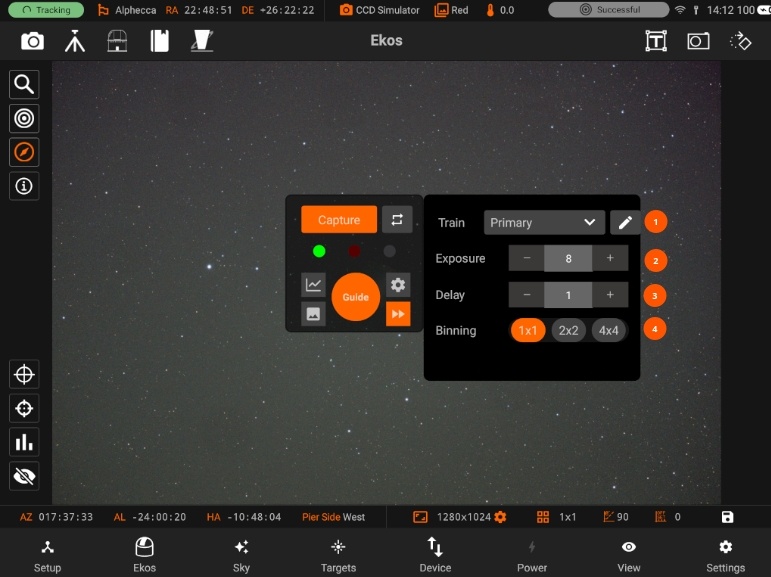 Tracking Alphecca RA 22:48:51 DE +26:22:22 CCD Simulator Red 0.0 Successful 14:12 100
Ekos
T
Capture
Train Primary 1
Exposure - 8 + 2
Guide
Delay - 1 + 3
Binning 1x1 2x2 4x4 4
AZ 017:37:33 AL -24:00:20 HA -10:48:04 Pier Side West 1280x1024 1x1 90 0
Setup Ekos Sky Targets Device Power View Settings